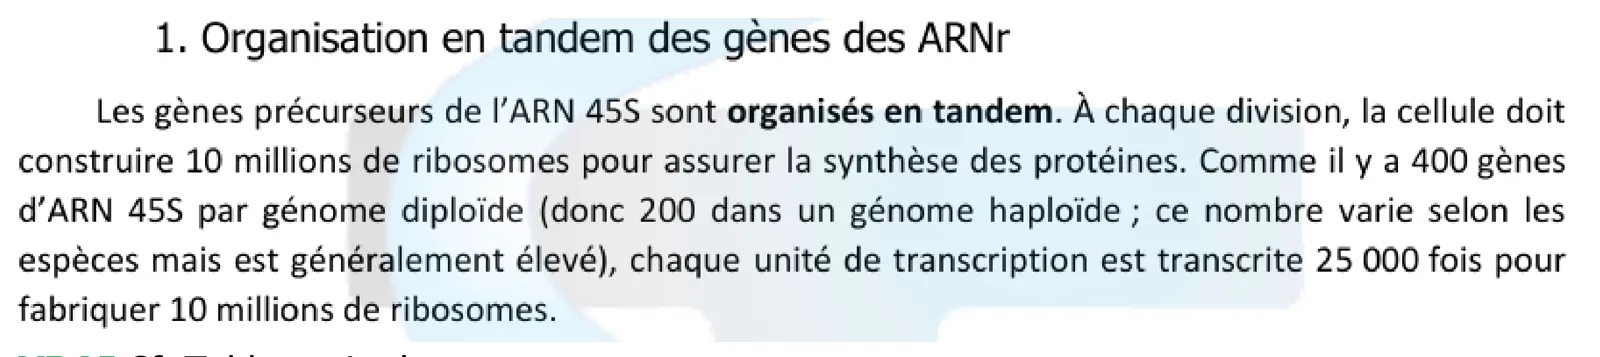 1. Organisation en tandem des gènes des ARNr
Les gènes précurseurs de l’ARN 45S sont organisés en tandem. À chaque division, la cellule doit
construire 10 millions de ribosomes pour assurer la synthèse des protéines. Comme il y a 400 gènes
d’ARN 45S par génome diploïde (donc 200 dans un génome haploïde ; ce nombre varie selon les
espèces mais est généralement élevé), chaque unité de transcription est transcrite 25 000 fois pour
fabriquer 10 millions de ribosomes.